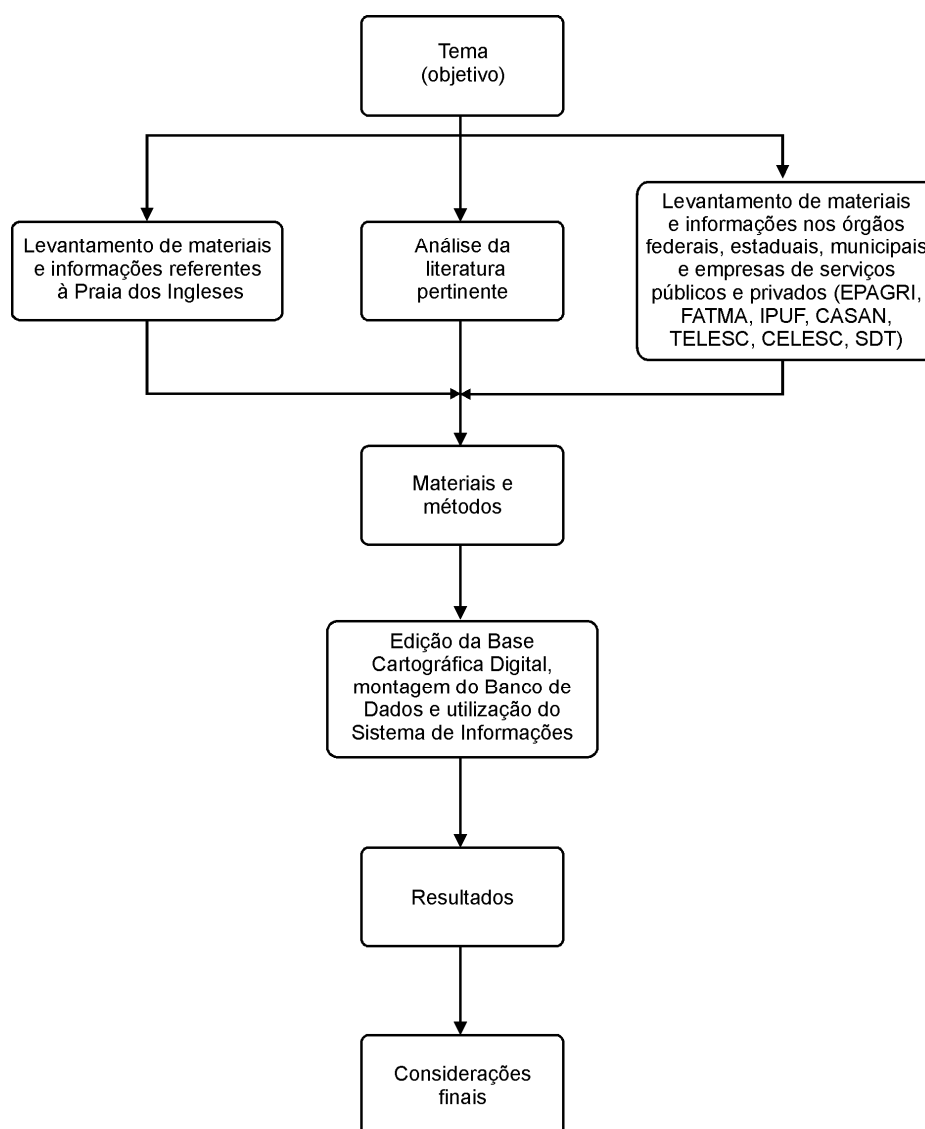 Tema
(objetivo)
Levantamento de materiais
e informações referentes
à Praia dos Ingleses
Análise da
literatura
pertinente
Levantamento de materiais
e informações nos órgãos
federais, estaduais, municipais
e empresas de serviços
públicos e privados (EPAGRI,
FATMA, IPUF, CASAN,
TELESC, CELESC, SDT)
Materiais e
métodos
Edição da Base
Cartográfica Digital,
montagem do Banco de
Dados e utilização do
Sistema de Informações
Resultados
Considerações
finais